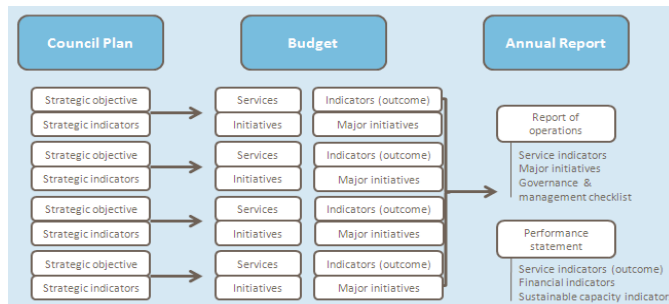 Council Plan
Budget
Annual Report
Strategic objective
Strategic indicators
Services
Initiatives
Indicators (outcome)
Major initiatives
Strategic objective
Strategic indicators
Services
Initiatives
Indicators (outcome)
Major initiatives
Strategic objective
Strategic indicators
Services
Initiatives
Indicators (outcome)
Major initiatives
Strategic objective
Strategic indicators
Services
Initiatives
Indicators (outcome)
Major initiatives
Report of
operations
Service indicators
Major initiatives
Governance &
management checklist
Performance
statement
Service indicators (outcome)
Financial indicators
Sustainable capacity indicator